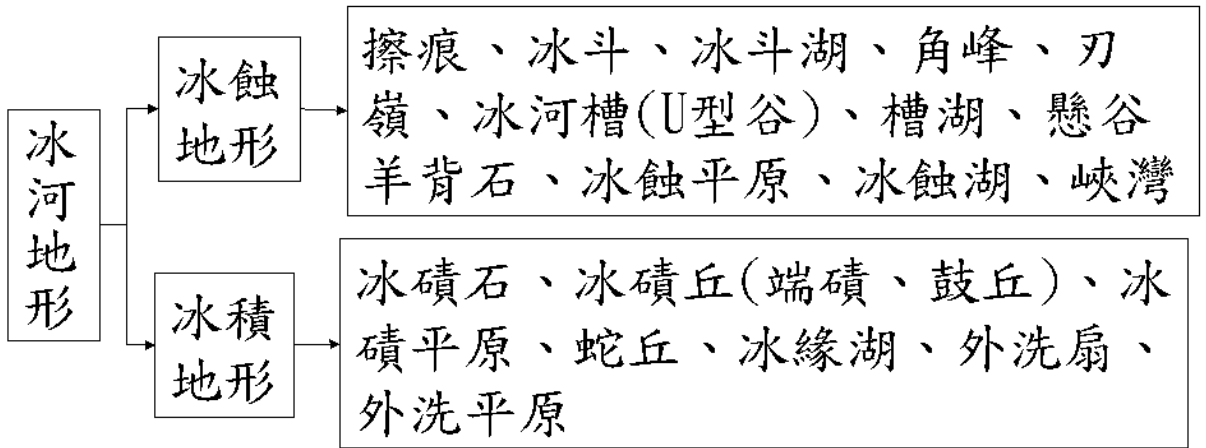 冰河地形
冰蝕
地形
擦痕、冰斗、冰斗湖、角峰、刃
嶺、冰河槽(U型谷)、槽湖、懸谷
羊背石、冰蝕平原、冰蝕湖、峽灣
冰積
地形
冰磧石、冰磧丘(端磧、鼓丘)、冰
磧平原、蛇丘、冰緣湖、外洗扇、
外洗平原